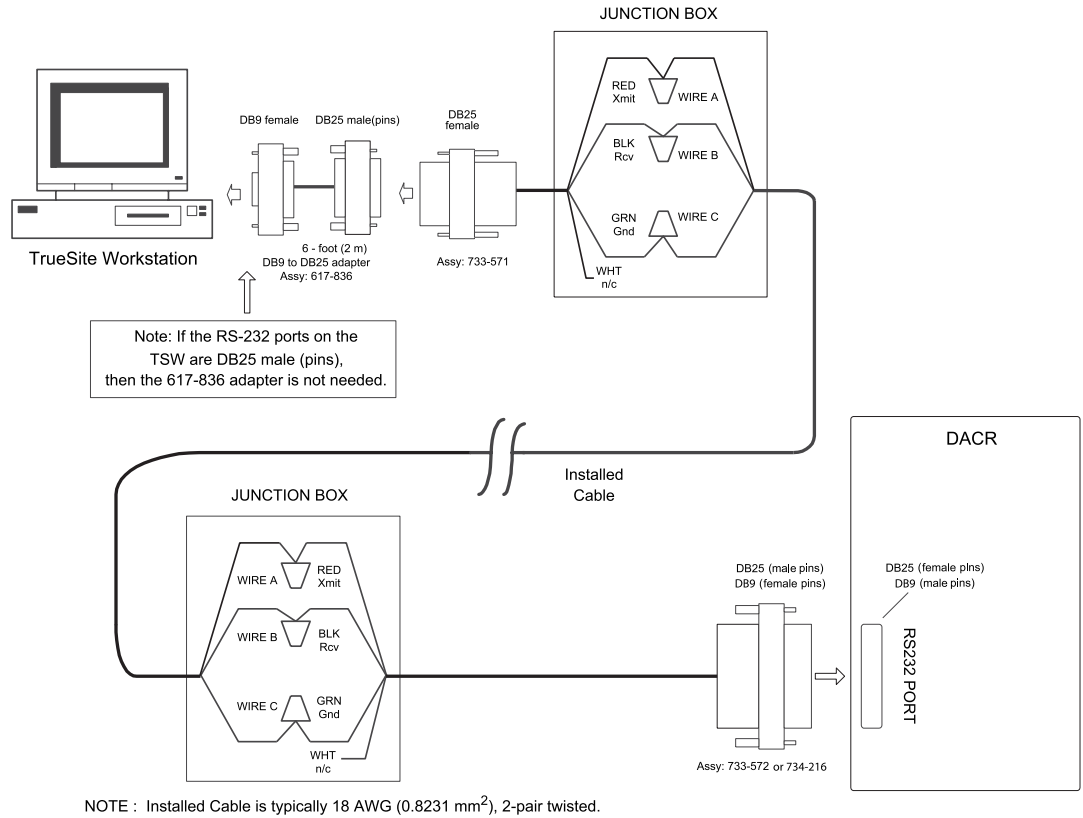 JUNCTION BOX
RED
Xmit
WIRE A
BLK
Rcv
WIRE B
GRN
Gnd
WIRE C
WHT
n/c
DB9 female
DB25 male(pins)
DB25
female
TrueSite Workstation
6 - foot (2 m)
DB9 to DB25 adapter
Assy: 617-836
Assy: 733-571
Note: If the RS-232 ports on the
TSW are DB25 male (pins),
then the 617-836 adapter is not needed.
Installed
Cable
JUNCTION BOX
WIRE A
RED
Xmit
WIRE B
BLK
Rcv
WIRE C
GRN
Gnd
WHT
n/c
DB25 (male pins)
DB9 (female pins)
Assy: 733-572 or 734-216
DACR
DB25 (female pIns)
DB9 (male pins)
RS232 PORT
NOTE : Installed Cable is typically 18 AWG (0.8231 mm²), 2-pair twisted.